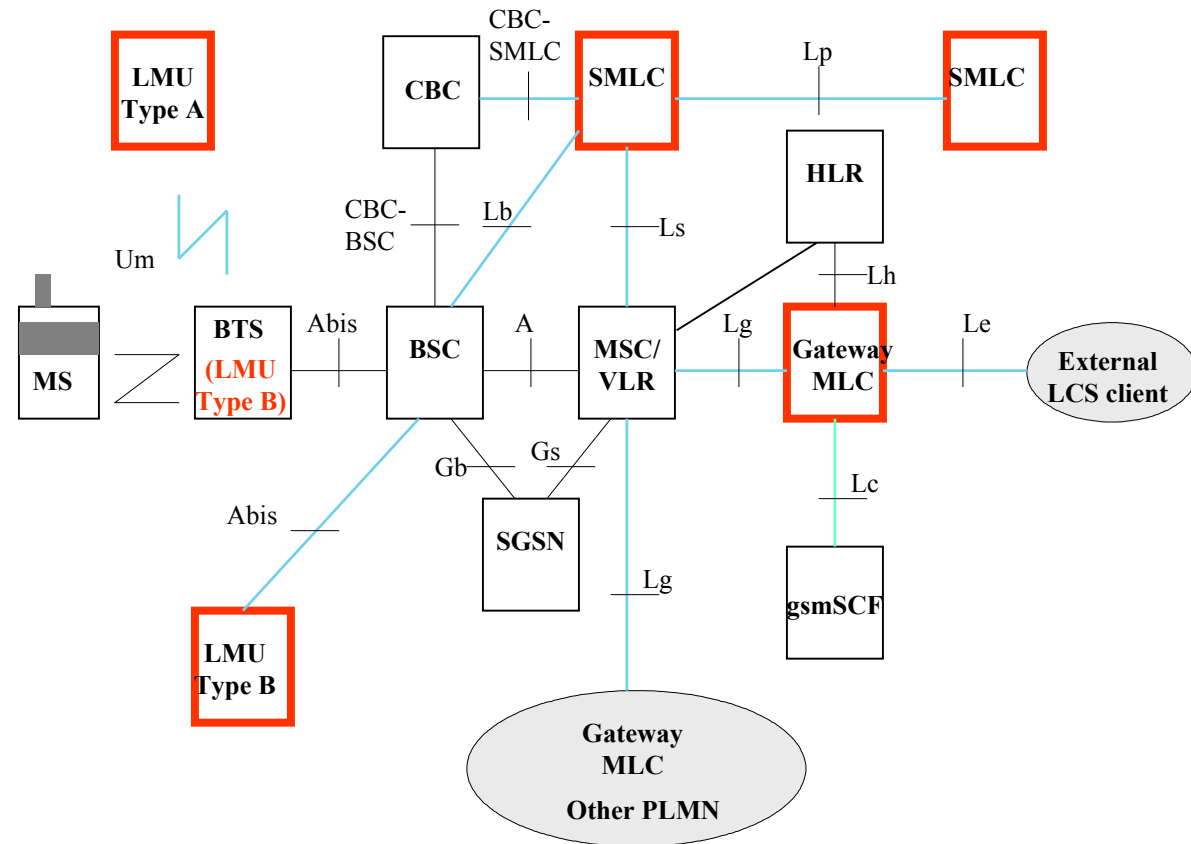 CBC-
SMLC
LMU
Type A
CBC
SMLC
Lp
SMLC
HLR
CBC-
BSC
Lb
Ls
Um
Lh
BTS
(LMU
Type B)
Abis
BSC
A
MSC/
VLR
Lg
Gateway
MLC
Le
External
LCS client
MS
Gb
Gs
Lc
Abis
SGSN
Lg
gsmSCF
LMU
Type B
Gateway
MLC
Other PLMN